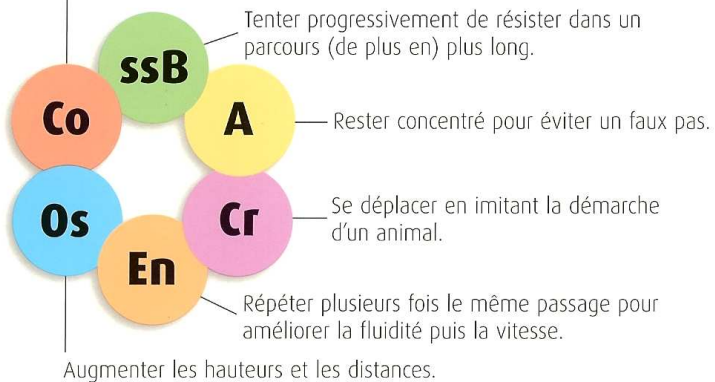 Tenter progressivement de résister dans un
parcours (de plus en) plus long.
ssB
Co
A
Rester concentré pour éviter un faux pas.
Os
Cr
Se déplacer en imitant la démarche
d'un animal.
En
Répéter plusieurs fois le même passage pour
améliorer la fluidité puis la vitesse.
Augmenter les hauteurs et les distances.